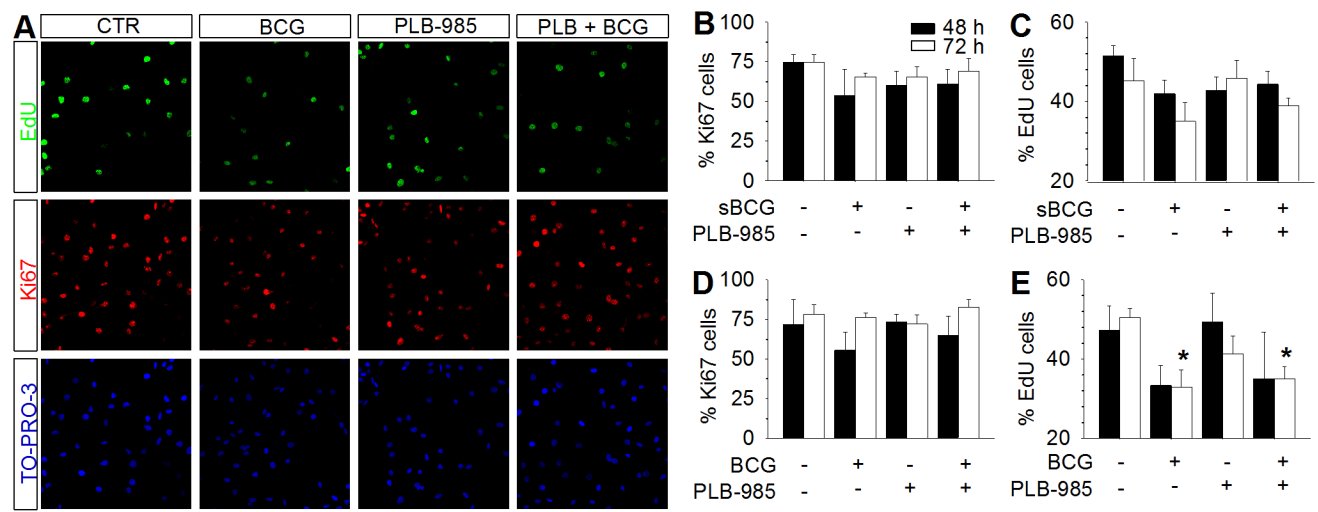 A
CTR BCG PLB-985 PLB + BCG
EdU
Ki67
TO-PRO-3
B
100
75
50
25
0
% Ki67 cells
48 h
72 h
sBCG - + - +
PLB-985 - - + +
C
60
40
20
% EdU cells
sBCG - + - +
PLB-985 - - + +
D
100
75
50
25
0
% Ki67 cells
BCG - + - +
PLB-985 - - + +
E
60
40
20
% EdU cells
* *
BCG - + - +
PLB-985 - - + +